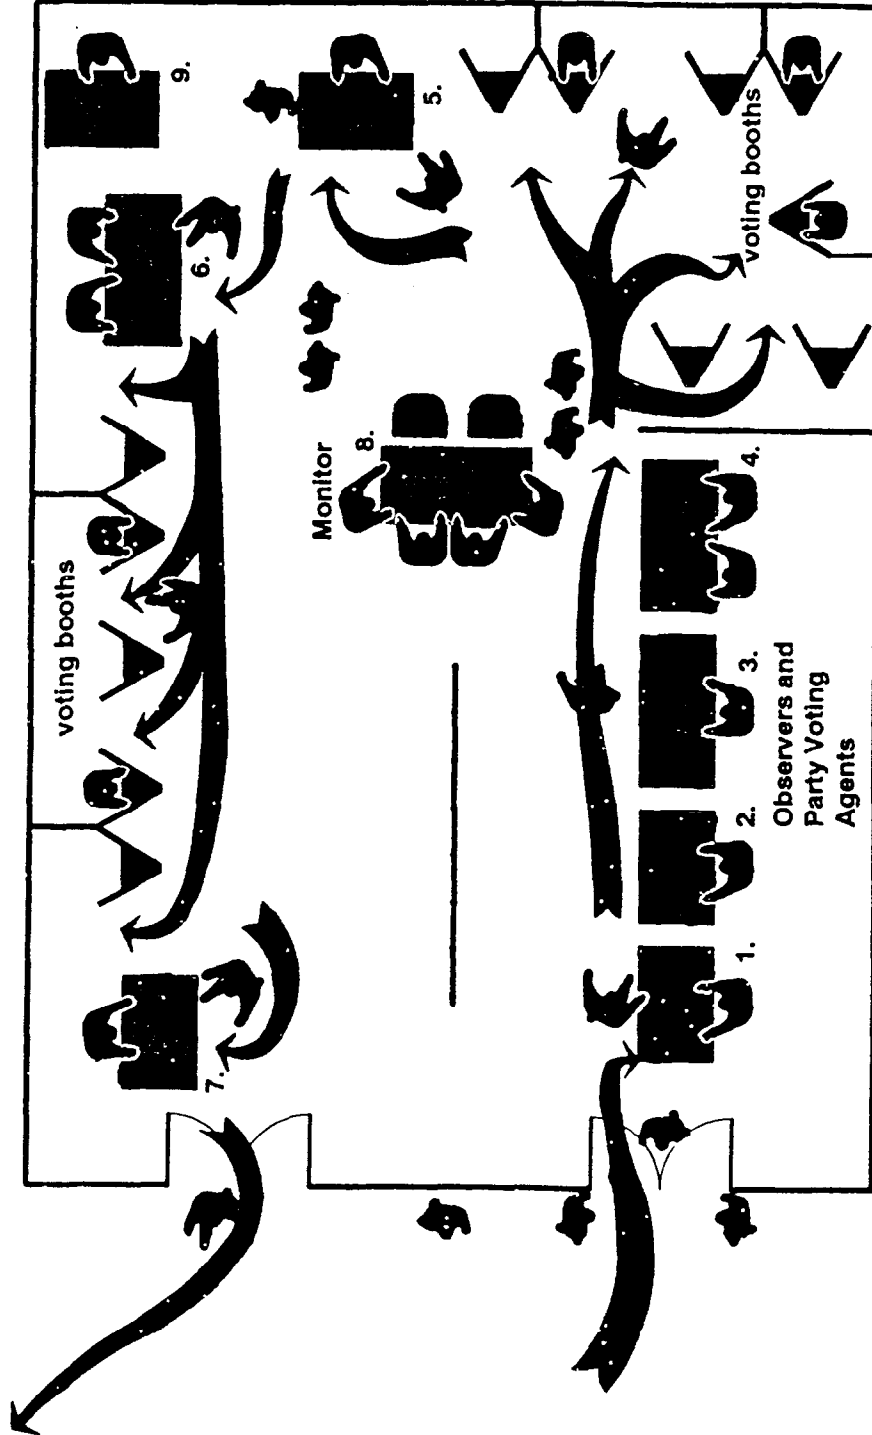 9.
5.
6.
voting booths
8.
Monitor
voting booths
7.
4.
3.
2.
1.
Observers and
Party Voting
Agents